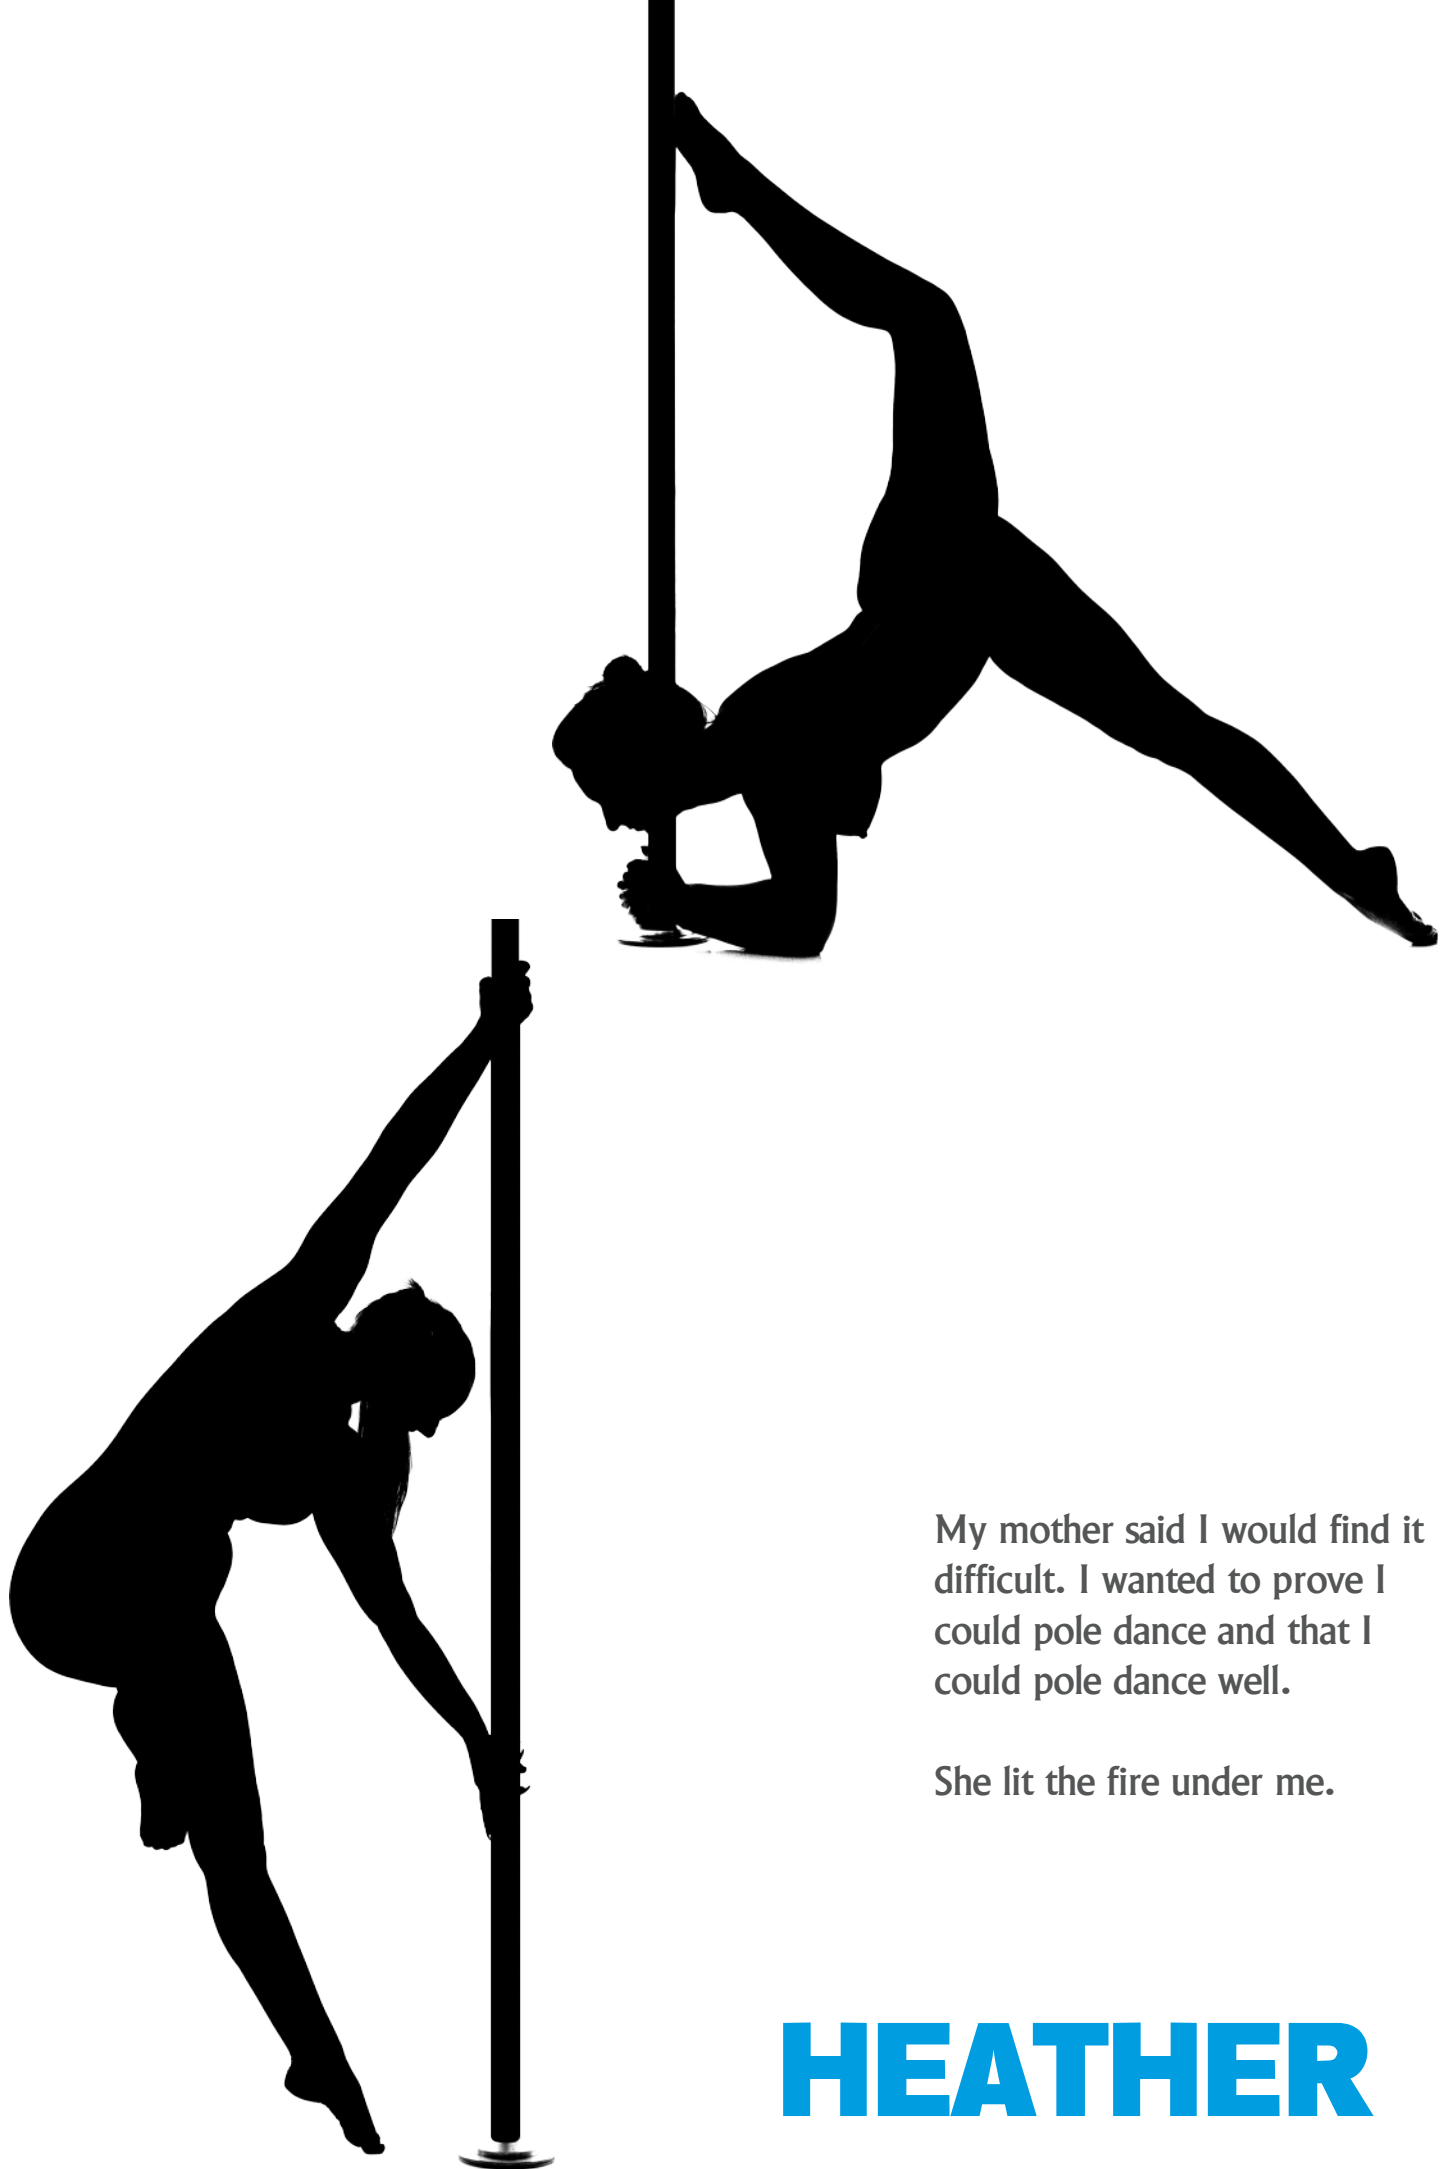 My mother said I would find it
difficult. I wanted to prove I
could pole dance and that I
could pole dance well.
She lit the fire under me.
HEATHER